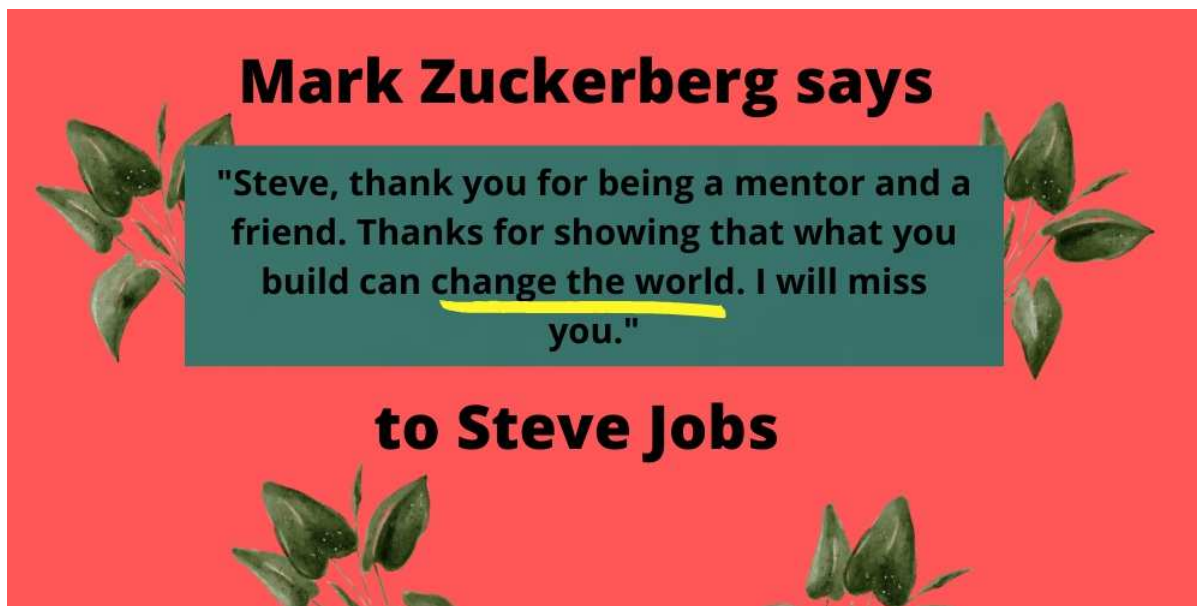 Mark Zuckerberg says
"Steve, thank you for being a mentor and a
friend. Thanks for showing that what you
build can change the world. I will miss
you."
to Steve Jobs